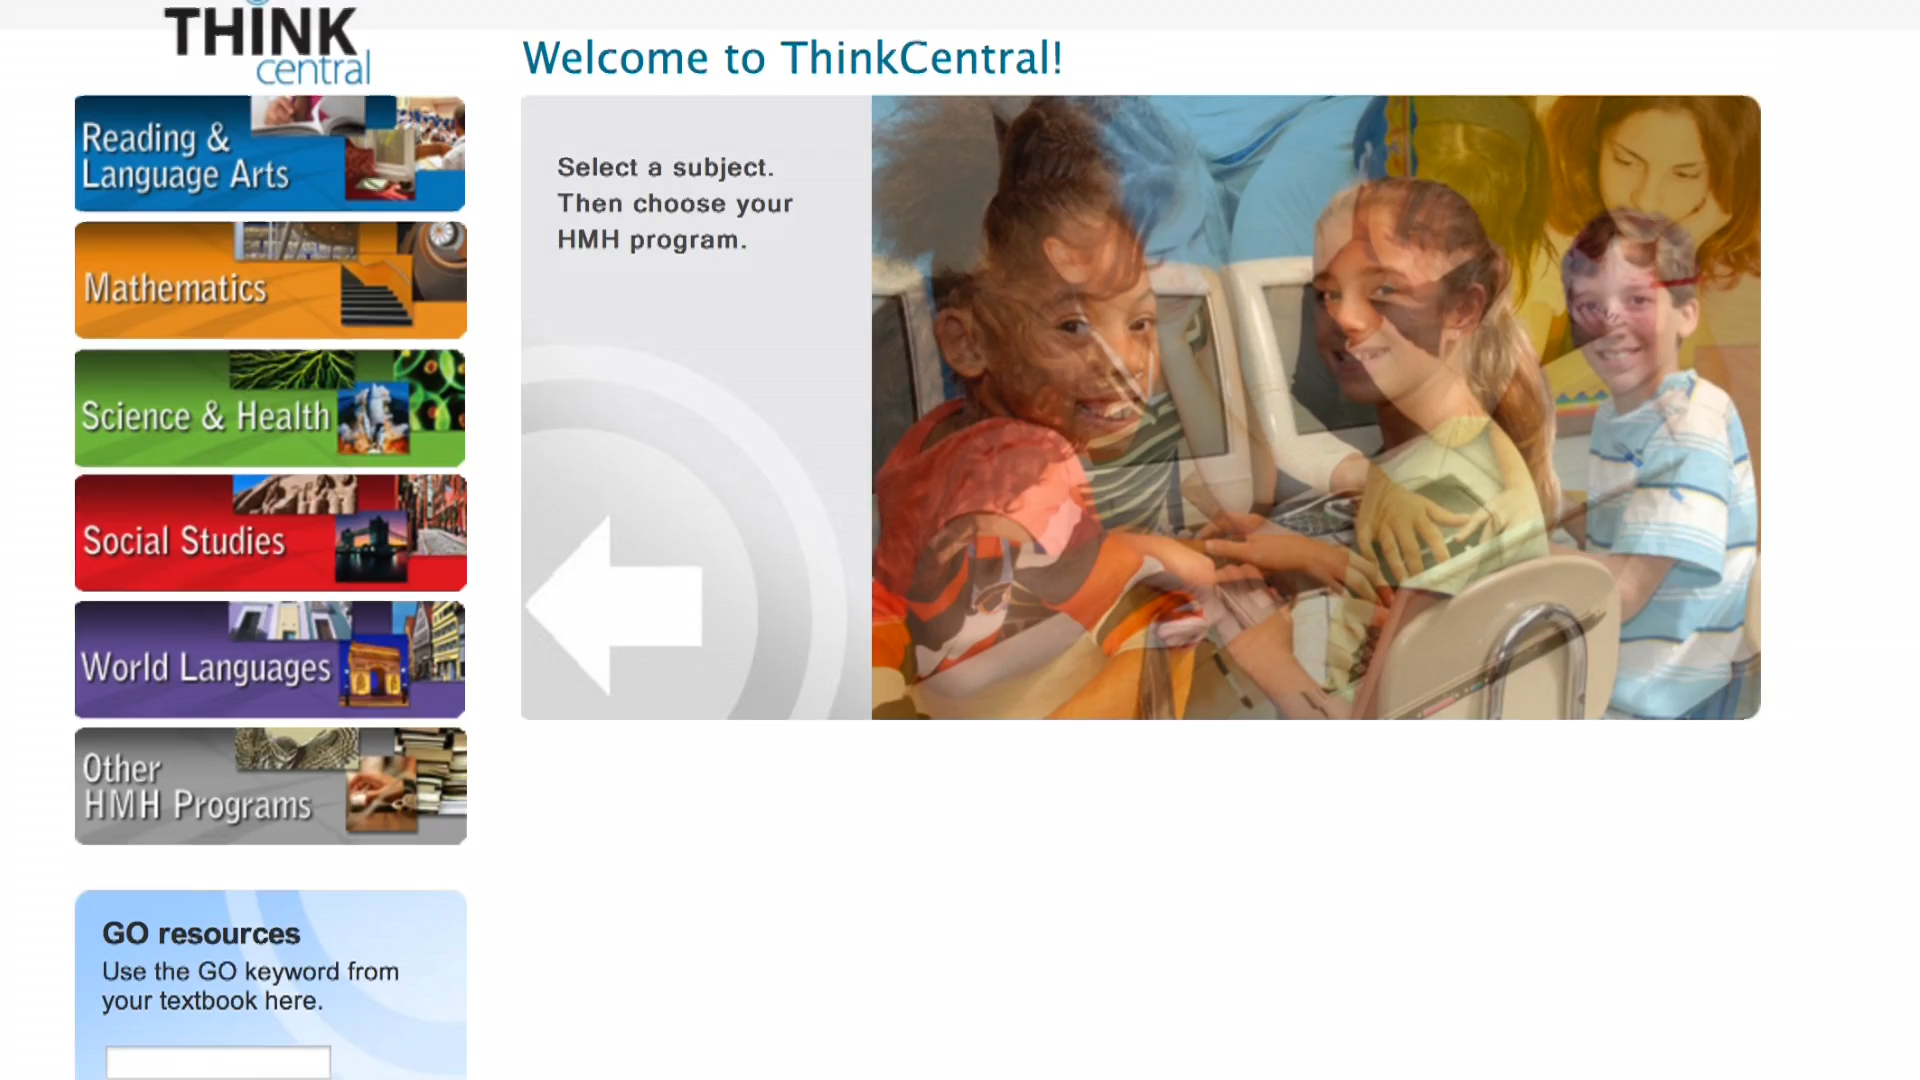 THINK
central
Welcome to ThinkCentral!
Reading &
Language Arts
Mathematics
Science & Health
Social Studies
World Languages
Other
HMH Programs
Select a subject.
Then choose your
HMH program.
GO resources
Use the GO keyword from
your textbook here.